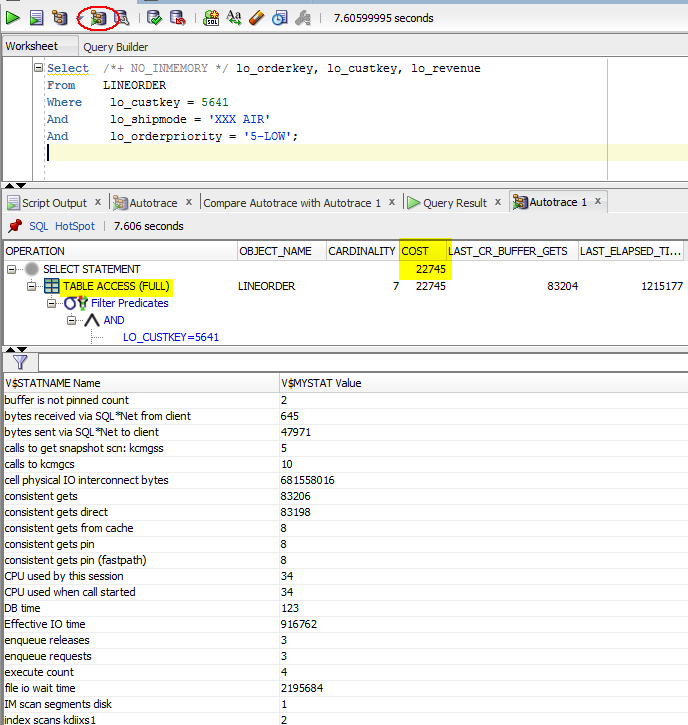 7.60599995 seconds
Worksheet Query Builder
Select /*+ NO_INMEMORY */ lo_orderkey, lo_custkey, lo_revenue
From LINEORDER
Where lo_custkey = 5641
And lo_shipmode = 'XXX AIR'
And lo_orderpriority = '5-LOW';
Script Output x Autotrace x Compare Autotrace with Autotrace 1 x Query Result x Autotrace 1 x
SQL HotSpot 7.606 seconds
OPERATION OBJECT_NAME CARDINALITY COST LAST_CR_BUFFER_GETS LAST_ELAPSED_TI...
SELECT STATEMENT 22745
TABLE ACCESS (FULL) LINEORDER 7 22745 83204 1215177
Filter Predicates
AND
LO_CUSTKEY=5641
V$STATNAME Name V$MYSTAT Value
buffer is not pinned count 2
bytes received via SQL*Net from client 645
bytes sent via SQL*Net to client 47971
calls to get snapshot scn: kcmgss 5
calls to kcmgcs 10
cell physical IO interconnect bytes 681558016
consistent gets 83206
consistent gets direct 83198
consistent gets from cache 8
consistent gets pin 8
consistent gets pin (fastpath) 8
CPU used by this session 34
CPU used when call started 34
DB time 123
Effective IO time 916762
enqueue releases 3
enqueue requests 3
execute count 4
file io wait time 2195684
IM scan segments disk 1
index scans kdiixs1 2